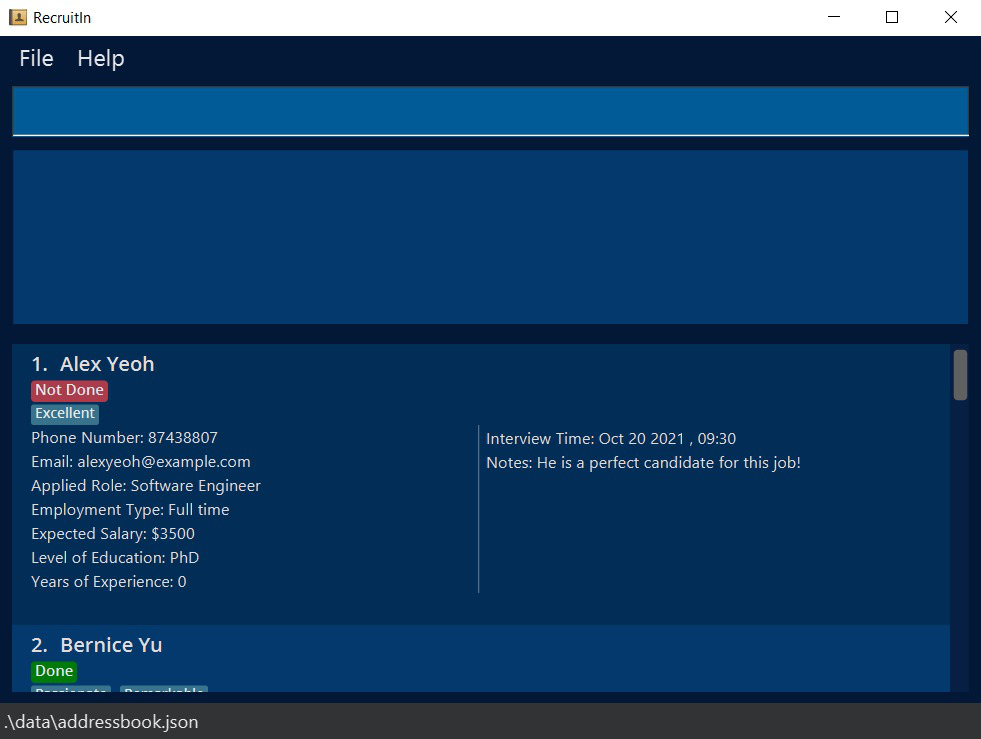 RecruitIn
File Help
1. Alex Yeoh
Not Done
Excellent
Phone Number: 87438807
Email: alexyeoh@example.com
Applied Role: Software Engineer
Employment Type: Full time
Expected Salary: $3500
Level of Education: PhD
Years of Experience: 0
Interview Time: Oct 20 2021 , 09:30
Notes: He is a perfect candidate for this job!
2. Bernice Yu
Done
Passionate Remarkable
.\data\addressbook.json